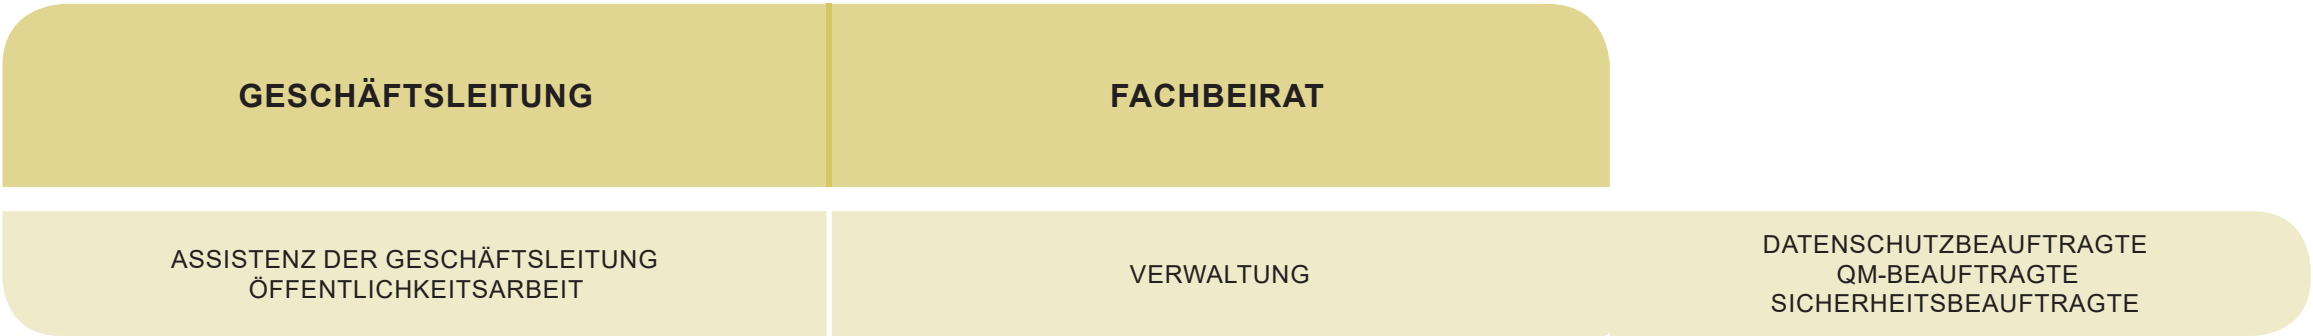 GESCHÄFTSLEITUNG
FACHBEIRAT
ASSISTENZ DER GESCHÄFTSLEITUNG
ÖFFENTLICHKEITSARBEIT
VERWALTUNG
DATENSCHUTZBEAUFTRAGTE
QM-BEAUFTRAGTE
SICHERHEITSBEAUFTRAGTE